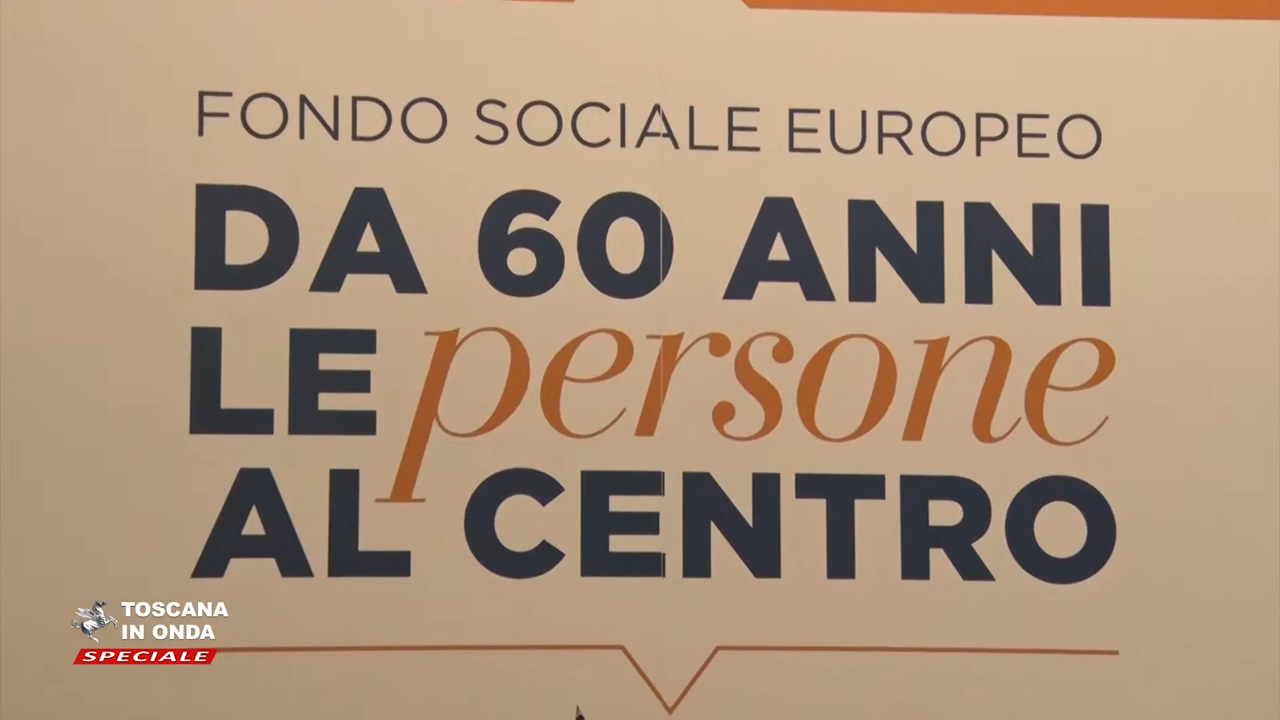 FONDO SOCIALE EUROPEO
DA 60 ANNI
LE persone
AL CENTRO
TOSCANA
IN ONDA
SPECIALE